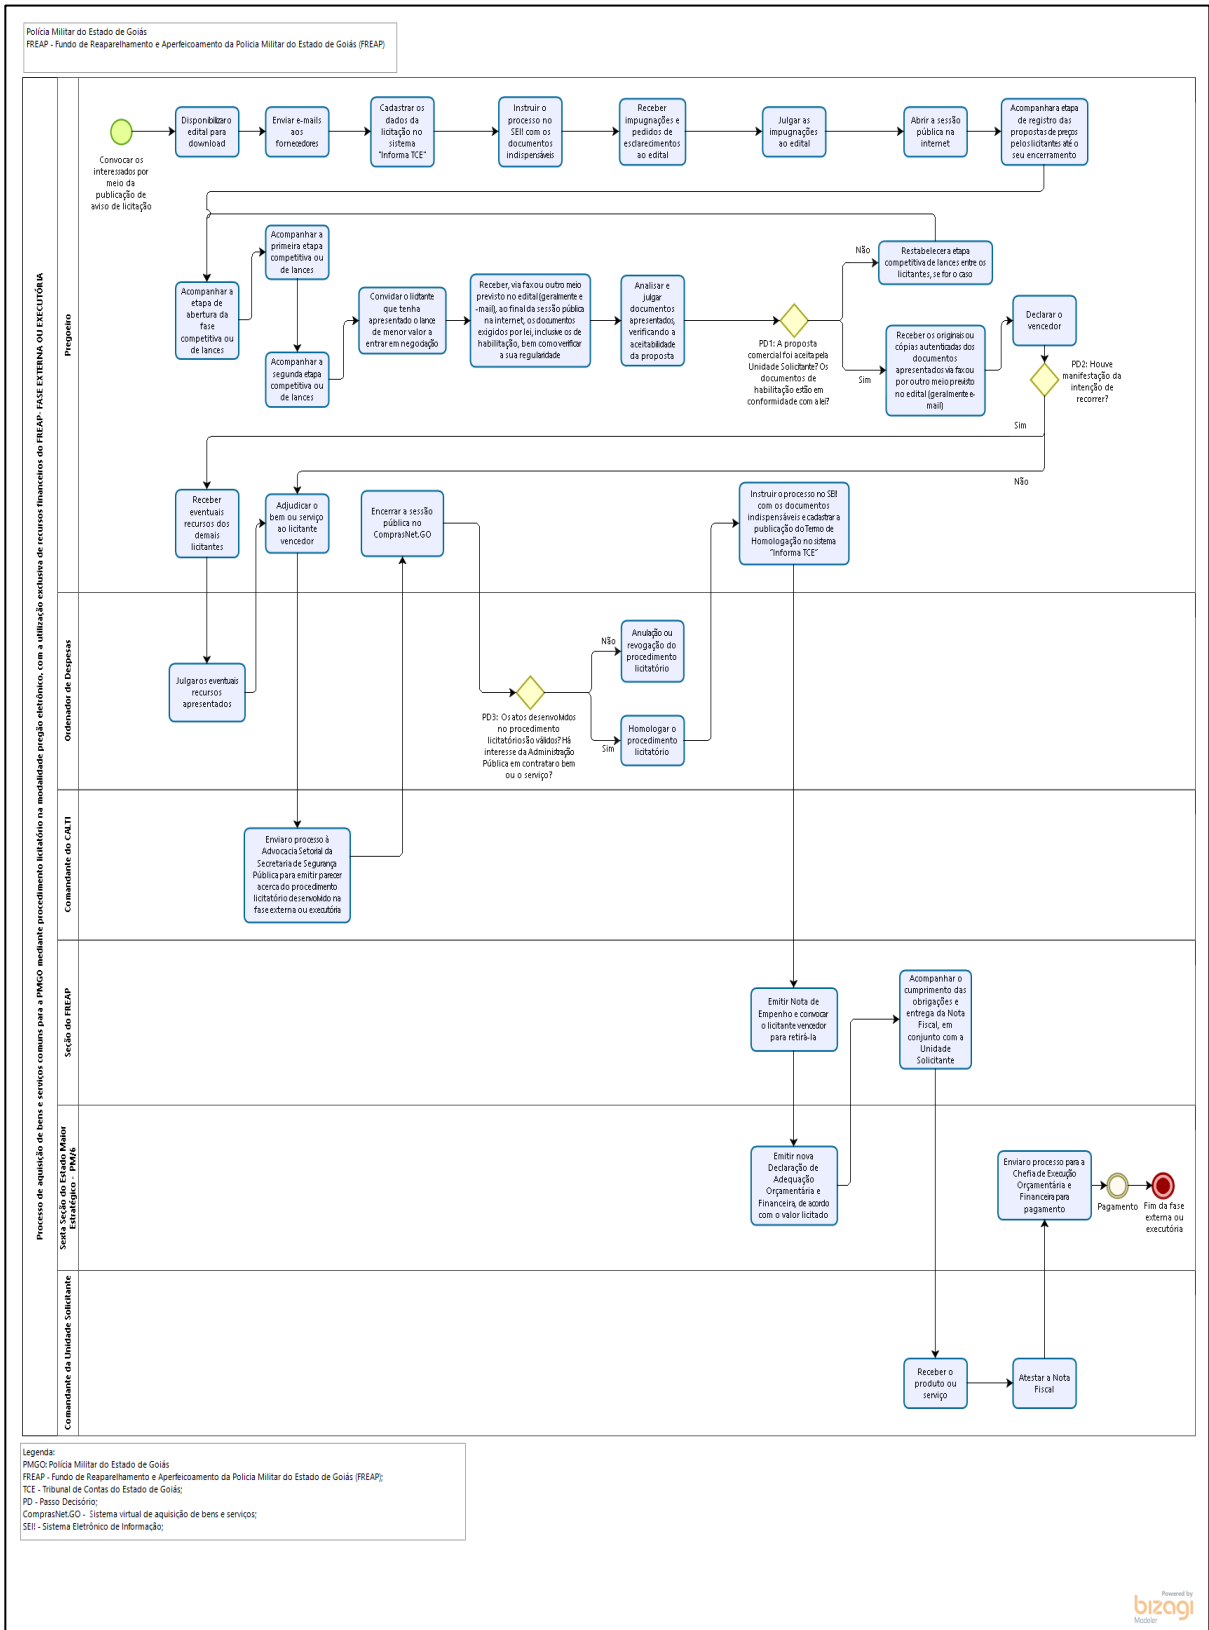 Polícia Militar do Estado de Goiás
FREAP - Fundo de Reaparelhamento e Aperfeicoamento da Policia Militar do Estado de Goiás (FREAP)
Processo de aquisição de bens e serviços comuns para a PMGO mediante procedimento licitatório na modalidade pregão eletrônico, com a utilização exclusiva de recursos financeiros do FREAP- FASE EXTERNA OU EXECUTÓRIA
Pregoeiro
Convocar os
interessados por
meio da
publicação de
aviso de licitação
Disponibilizar o
edital para
download
Enviar e-mails
aos
fornecedores
Cadastrar os
dados da
licitação no
sistema
"Informa TCE"
Instruir o
processo no
SEI! com os
documentos
indispensáveis
Receber
impugnações e
pedidos de
esclarecimentos
ao edital
Julgar as
impugnações
ao edital
Abrir a sessão
pública na
internet
Acompanhar a etapa
de registro das
propostas de preços
pelos licitantes até o
seu encerramento
Acompanhar a
etapa de
abertura da
fase
competitiva ou
de lances
Acompanhar a
primeira etapa
competitiva ou
de lances
Acompanhar a
segunda etapa
competitiva ou
de lances
Convidar o licitante
que tenha
apresentado o lance
de menor valor a
entrar em negociação
Receber, via fax ou outro meio
previsto no edital (geralmente e
-mail), ao final da sessão pública
na internet, os documentos
exigidos por lei, inclusive os de
habilitação, bem como verificar
a sua regularidade
Analisar e
julgar
documentos
apresentados,
verificando a
aceitabilidade
da proposta
PD1: A proposta
comercial foi aceita pela
Unidade Solicitante? Os
documentos de
habilitação estão em
conformidade com a lei?
Não
Restabelecer a etapa
competitiva de lances entre os
licitantes, se for o caso
Sim
Receber os originais ou
cópias autenticadas dos
documentos
apresentados via fax ou
por outro meio previsto
no edital (geralmente e-
mail)
Declarar o
vencedor
PD2: Houve
manifestação da
intenção de
recorrer?
Sim
Não
Receber
eventuais
recursos dos
demais
licitantes
Adjudicar o
bem ou serviço
ao licitante
vencedor
Encerrar a sessão
pública no
ComprasNet.GO
Instruir o processo no SEI!
com os documentos
indispensáveis e cadastrar a
publicação do Termo de
Homologação no sistema
"Informa TCE"
Ordenador de Despesas
Julgar os eventuais
recursos
apresentados
PD3: Os atos desenvolvidos
no procedimento
licitatório são válidos? Há
interesse da Administração
Pública em contratar o bem
ou o serviço?
Não
Anulação ou
revogação do
procedimento
licitatório
Sim
Homologar o
procedimento
licitatório
Comandante do CALTI
Enviar o processo à
Advocacia Setorial da
Secretaria de Segurança
Pública para emitir parecer
acerca do procedimento
licitatório desenvolvido na
fase externa ou executória
Seção do FREAP
Emitir Nota de
Empenho e convocar
o licitante vencedor
para retirá-la
Acompanhar o
cumprimento das
obrigações e
entrega da Nota
Fiscal, em
conjunto com a
Unidade
Solicitante
Sexta Seção do Estado Maior
Estratégico - PM/6
Emitir nova
Declaração de
Adequação
Orçamentária e
Financeira, de acordo
com o valor licitado
Enviar o processo para a
Chefia de Execução
Orçamentária e
Financeira para
pagamento
Pagamento
Fim da fase
externa ou
executória
Comandante da Unidade Solicitante
Receber o
produto ou
serviço
Atestar a Nota
Fiscal
Legenda:
PMGO: Polícia Militar do Estado de Goiás
FREAP - Fundo de Reaparelhamento e Aperfeicoamento da Policia Militar do Estado de Goiás (FREAP);
TCE - Tribunal de Contas do Estado de Goiás;
PD - Passo Decisório;
ComprasNet.GO - Sistema virtual de aquisição de bens e serviços;
SEI! - Sistema Eletrônico de Informação;
Powered by
bizagi
Modeler